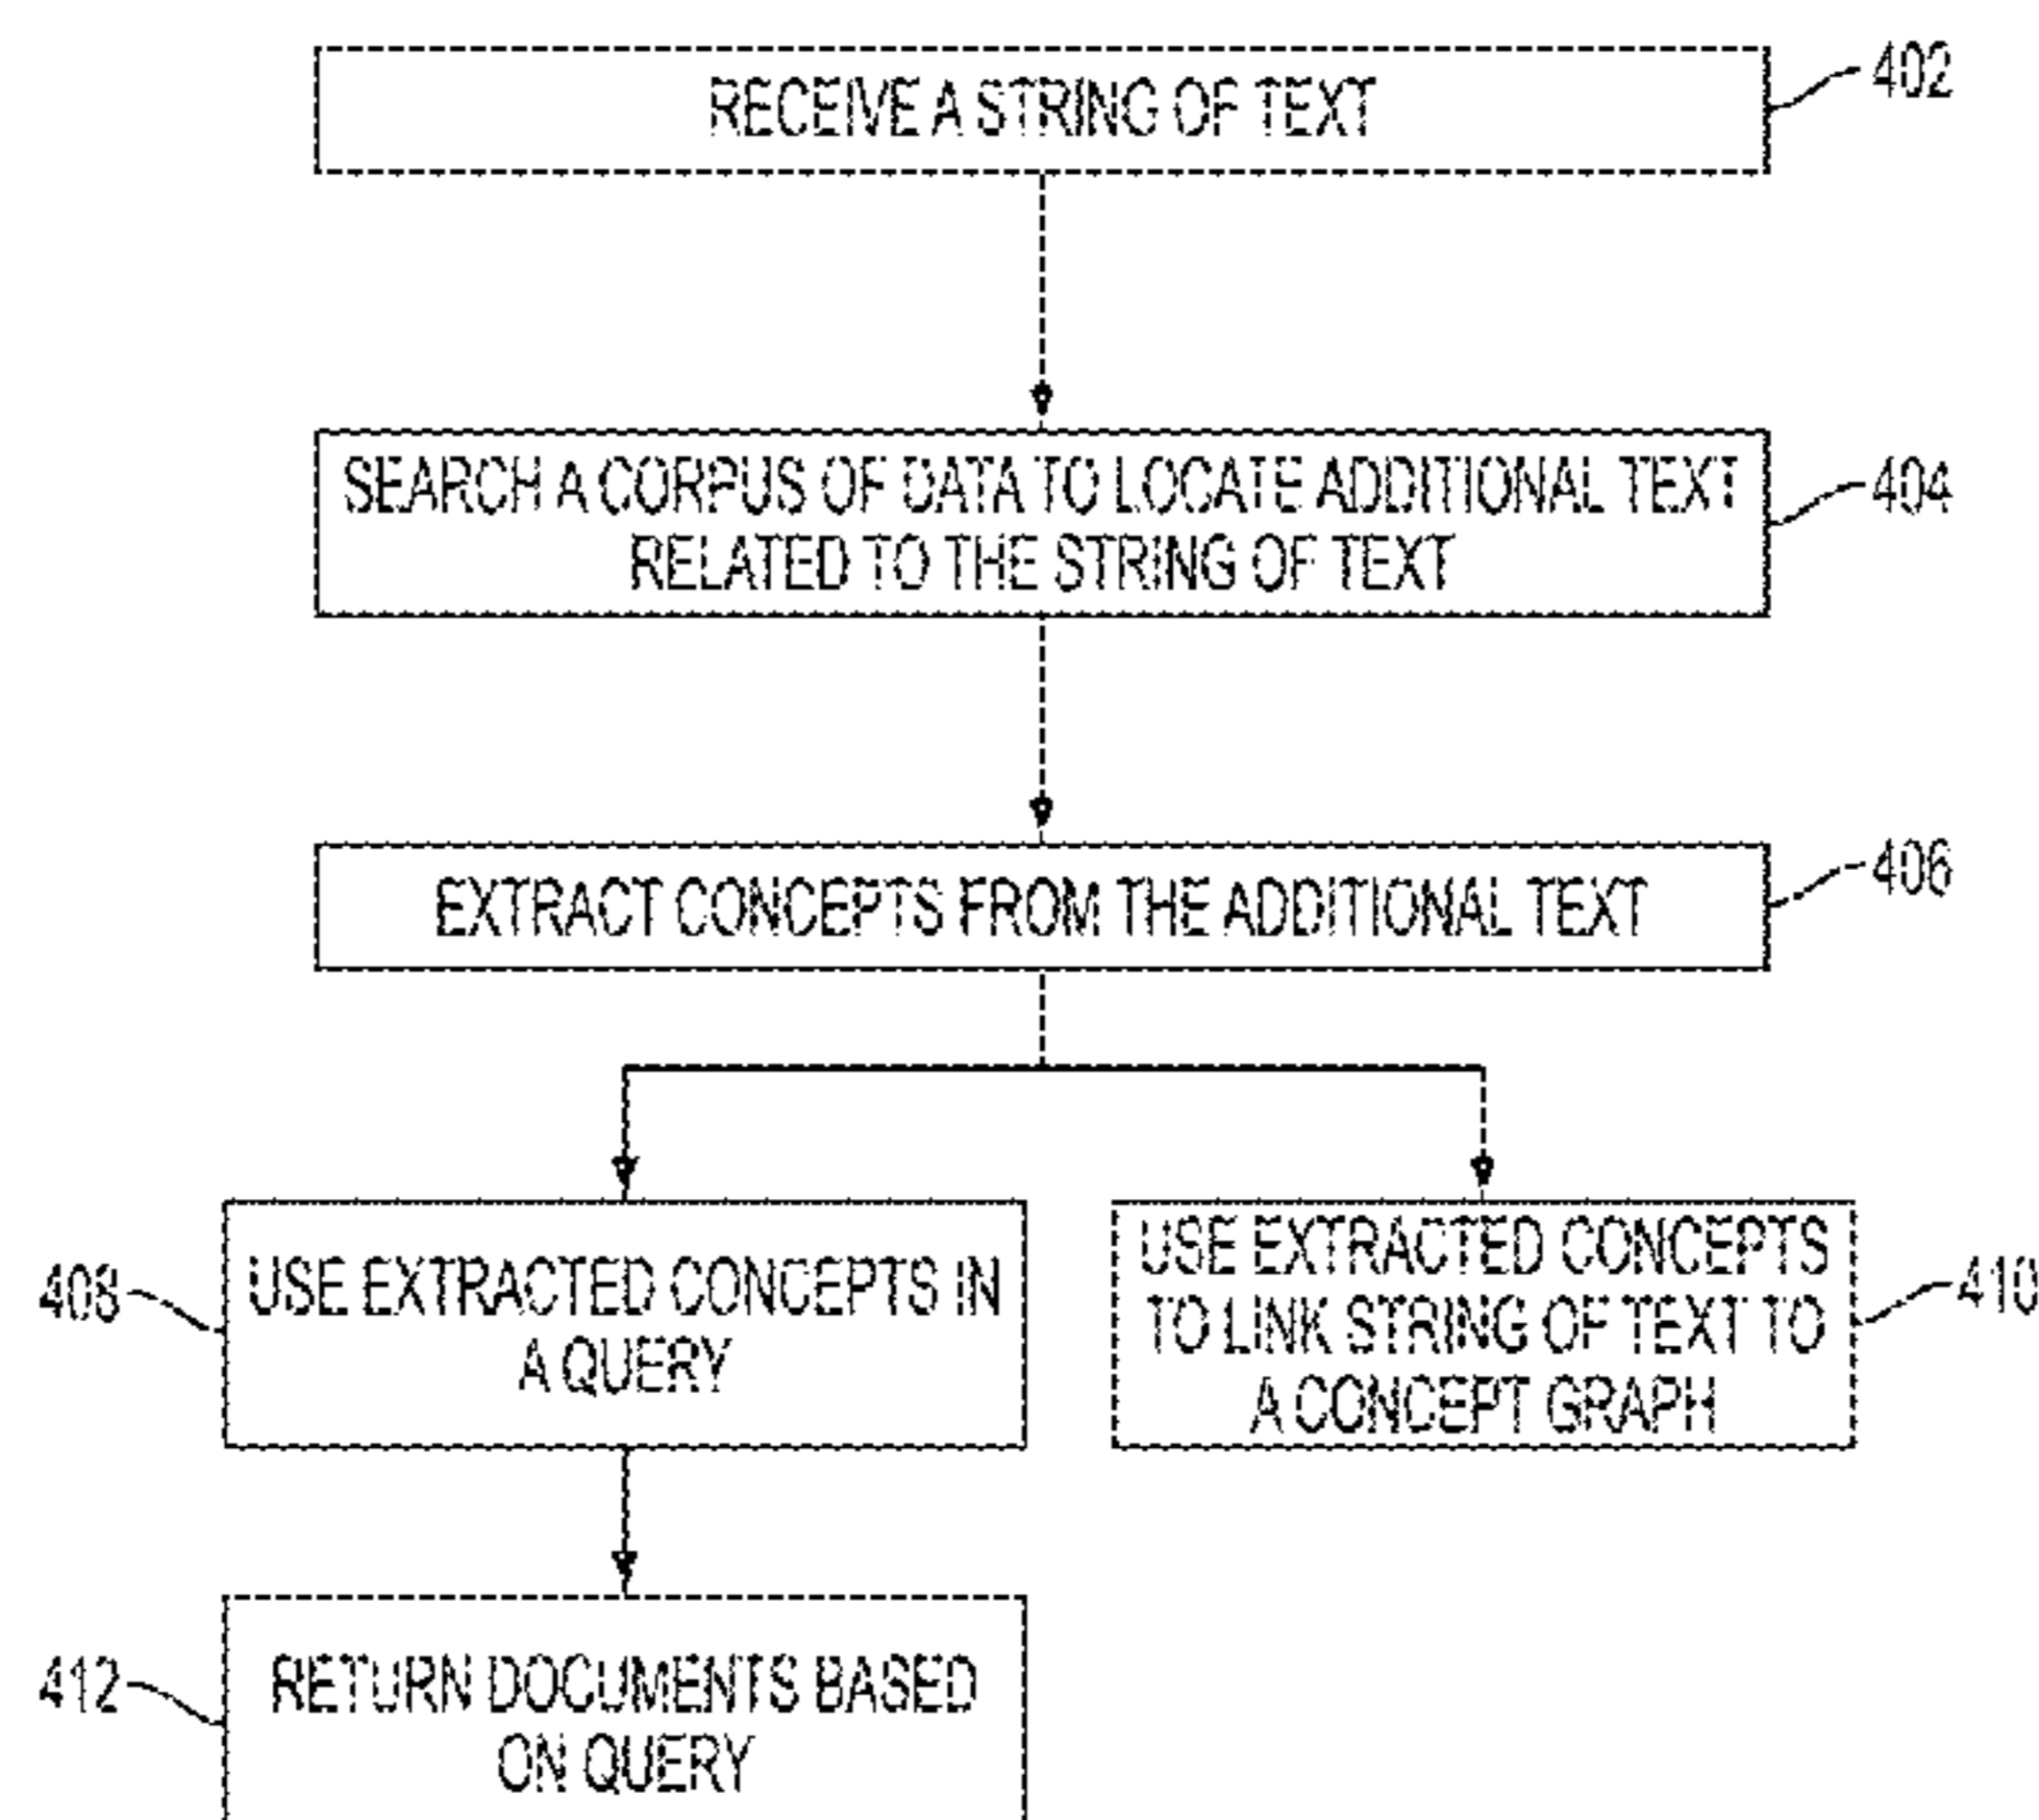 RECEIVE A STRING OF TEXT
402
SEARCH A CORPUS OF DATA TO LOCATE ADDITIONAL TEXT
RELATED TO THE STRING OF TEXT
404
EXTRACT CONCEPTS FROM THE ADDITIONAL TEXT
406
408
USE EXTRACTED CONCEPTS IN
A QUERY
USE EXTRACTED CONCEPTS
TO LINK STRING OF TEXT TO
A CONCEPT GRAPH
410
412
RETURN DOCUMENTS BASED
ON QUERY